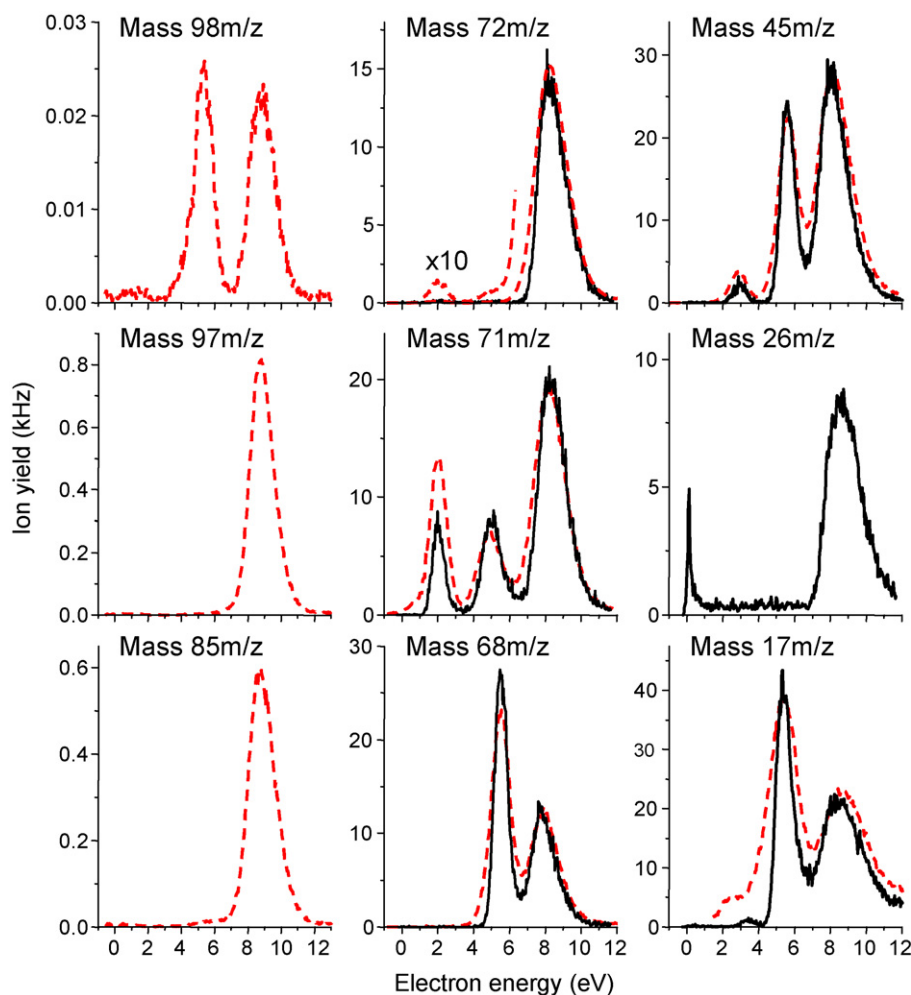 Mass 98m/z
Mass 72m/z
Mass 45m/z
0.03
0.02
0.01
0.00
15
10
5
0
x10
30
20
10
0
Mass 97m/z
Mass 71m/z
Mass 26m/z
0.8
0.6
0.4
0.2
0.0
20
10
0
10
5
0
Ion yield (kHz)
Mass 85m/z
Mass 68m/z
Mass 17m/z
0.6
0.4
0.2
0.0
30
20
10
0
40
30
20
10
0
0 2 4 6 8 10 12
0 2 4 6 8 10 12
0 2 4 6 8 10 12
Electron energy (eV)